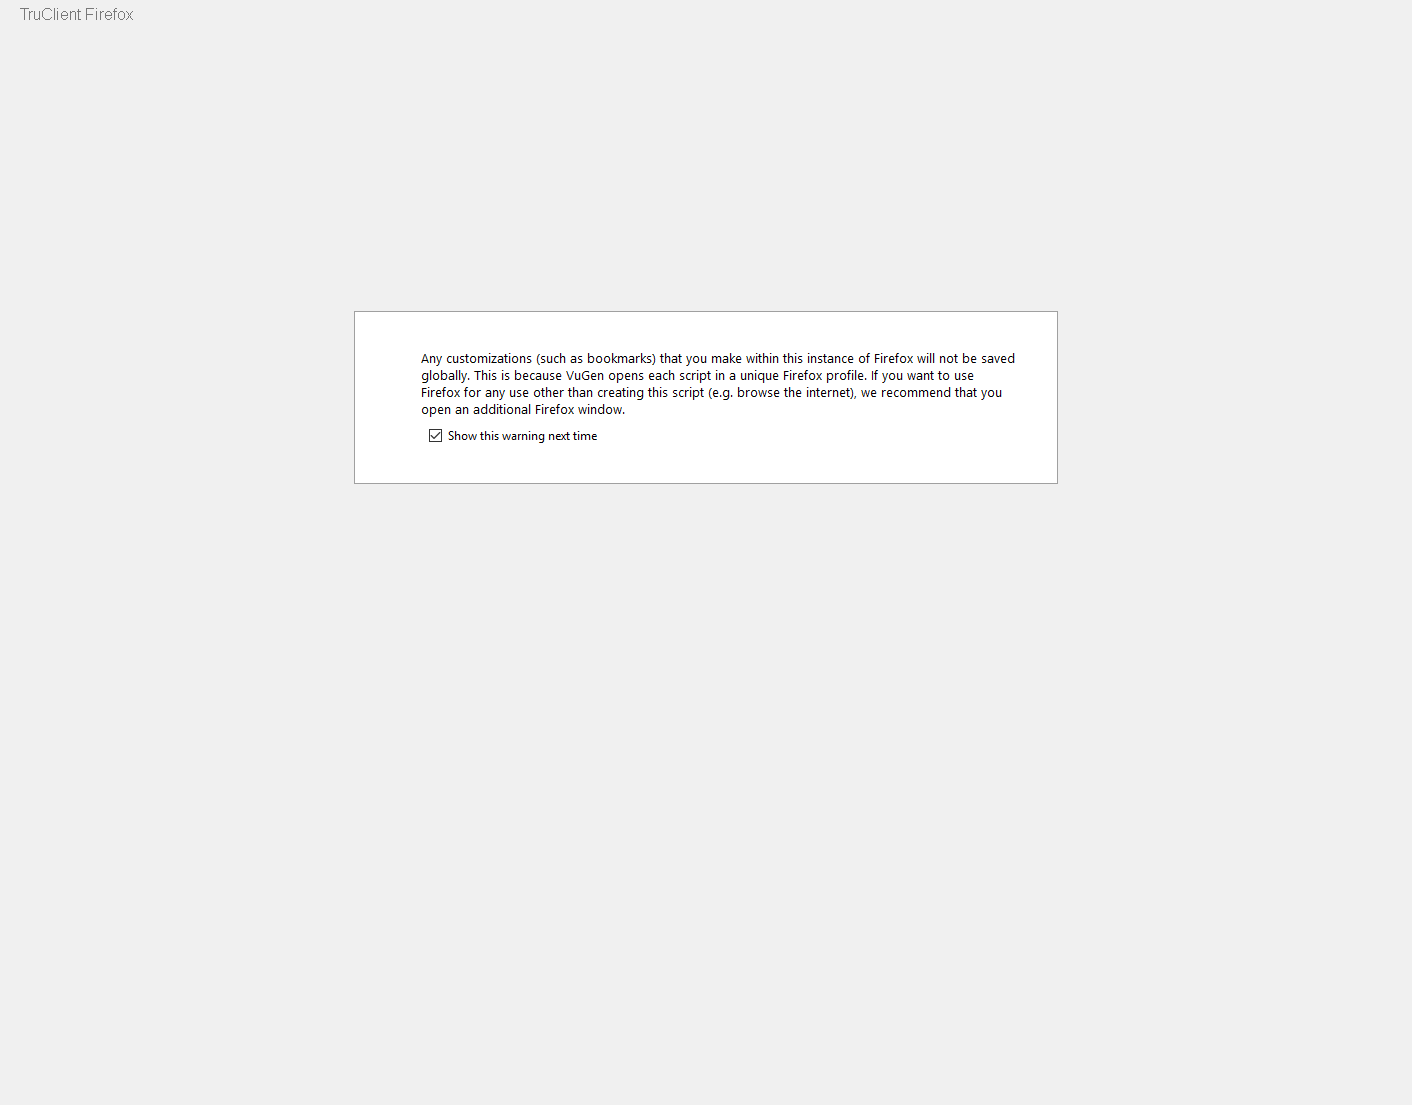 TruClient Firefox
Any customizations (such as bookmarks) that you make within this instance of Firefox will not be saved
globally. This is because VuGen opens each script in a unique Firefox profile. If you want to use
Firefox for any use other than creating this script (e.g. browse the internet), we recommend that you
open an additional Firefox window.
Show this warning next time